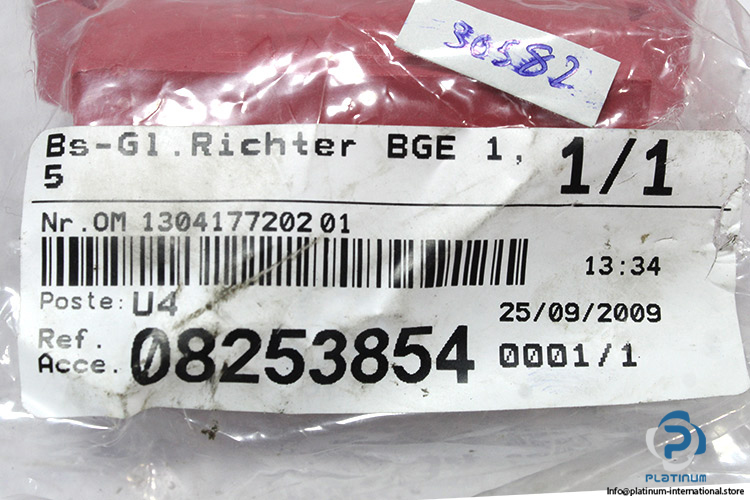 30582
Bs-Gl.Richter BGE 1, 1/1
5
Nr.OM 1304177202 01
13:34
Poste: U4
25/09/2009
Ref.
Acce. 08253854 0001/1
PLATINUM
Info@platinum-international.store